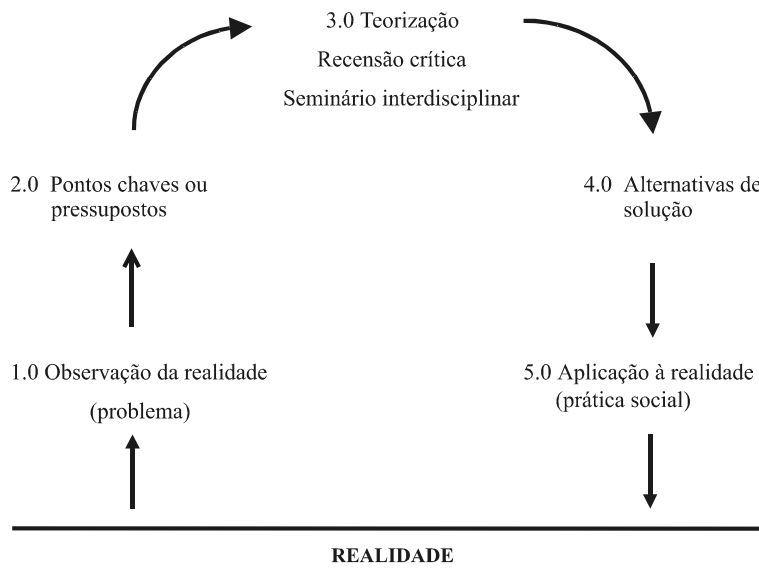 3.0 Teorização
Recensão crítica
Seminário interdisciplinar
2.0 Pontos chaves ou
pressupostos
4.0 Alternativas de
solução
1.0 Observação da realidade
(problema)
5.0 Aplicação à realidade
(prática social)
REALIDADE